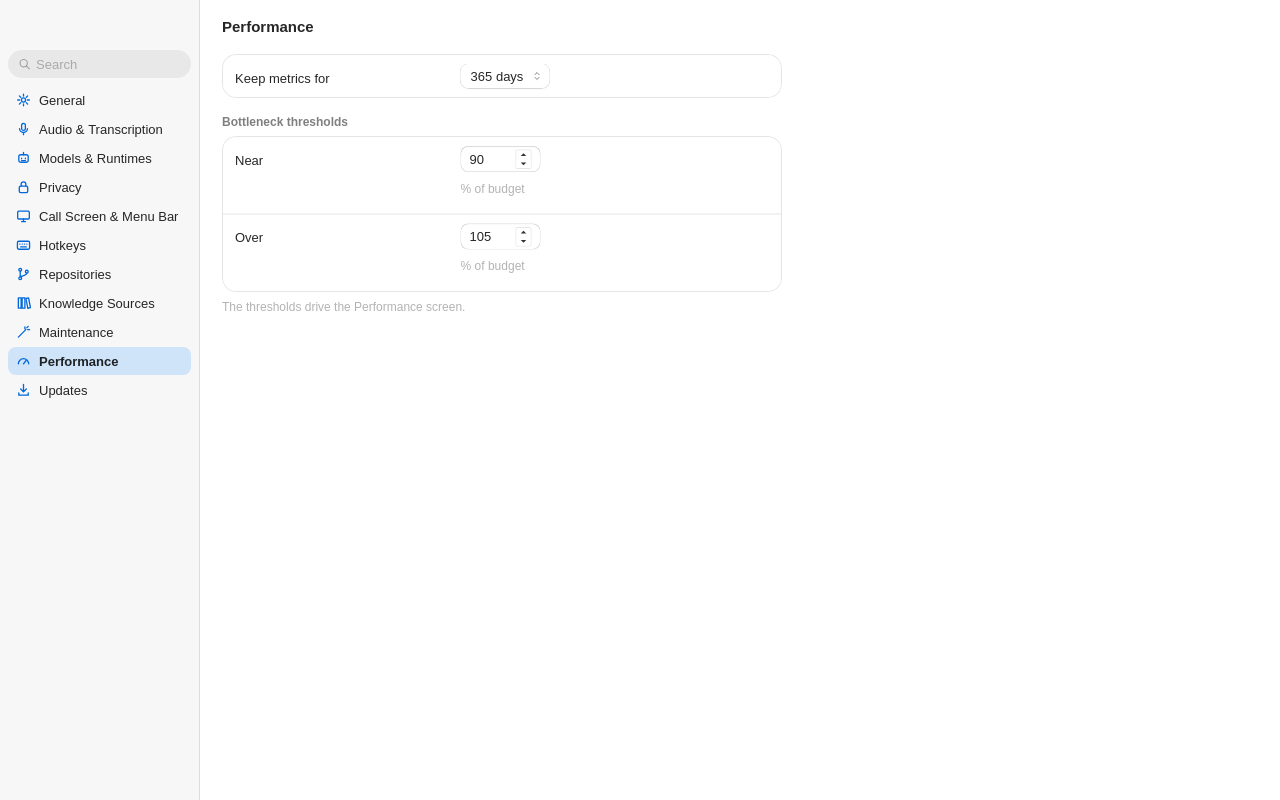 Performance
Search
Keep metrics for
365 days
General
Audio & Transcription
Models & Runtimes
Privacy
Call Screen & Menu Bar
Hotkeys
Repositories
Knowledge Sources
Maintenance
Performance
Updates
Bottleneck thresholds
Near
90
% of budget
Over
105
% of budget
The thresholds drive the Performance screen.